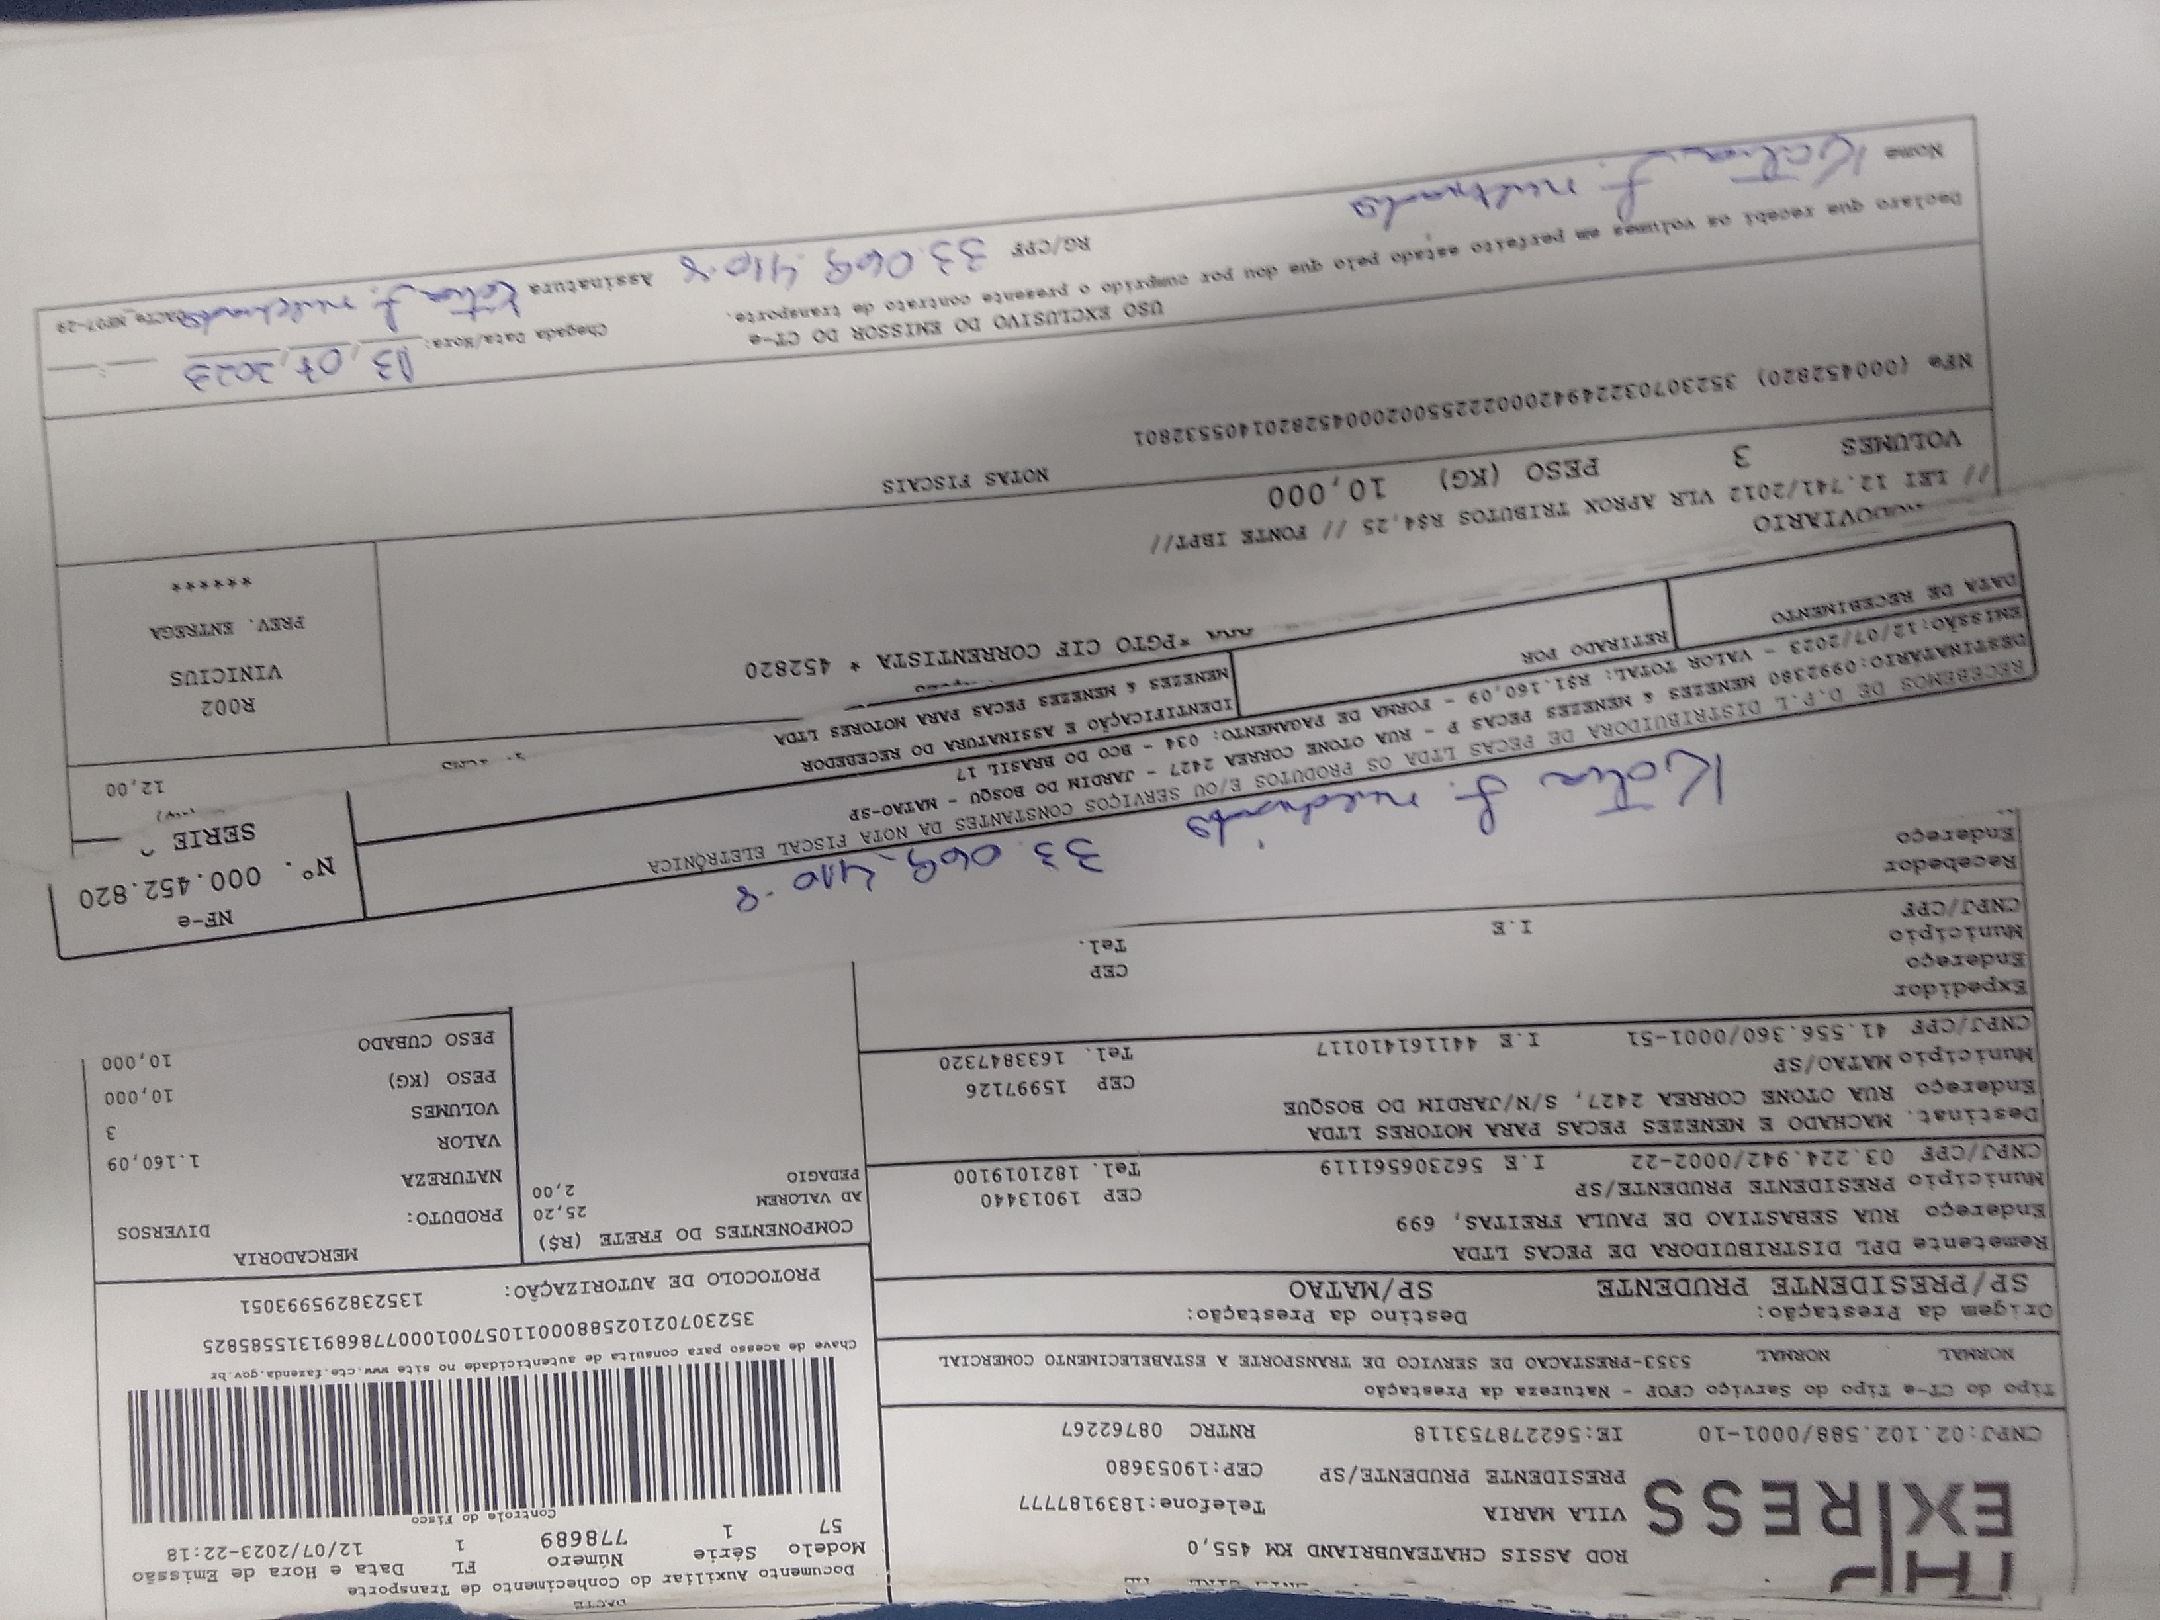 DACTE
Documento Auxiliar do Conhecimento de Transporte
Modelo Série Número FL Data e Hora de Emissão
57 1 778689 1 12/07/2023-22:18
Controle do Fisco
EXPRESS
ROD ASSIS CHATEAUBRIAND KM 455,0
VILA MARIA Telefone:1839187777
PRESIDENTE PRUDENTE/SP CEP:19053680
CNPJ:02.102.588/0001-10 IE:562278753118 RNTRC 08762267
Chave de acesso para consulta de autenticidade no site www.cte.fazenda.gov.br
35230702102588000110570010007786891315585825
PROTOCOLO DE AUTORIZAÇÃO: 135238295993051
Tipo do CT-e Tipo do Serviço CFOP - Natureza da Prestação
NORMAL NORMAL 5353-PRESTACAO DE SERVICO DE TRANSPORTE A ESTABELECIMENTO COMERCIAL
Origem da Prestação: Destino da Prestação:
SP/PRESIDENTE PRUDENTE SP/MATAO
Remetente DPL DISTRIBUIDORA DE PECAS LTDA
Endereço RUA SEBASTIAO DE PAULA FREITAS, 699
Município PRESIDENTE PRUDENTE/SP CEP 19013440
CNPJ/CPF 03.224.942/0002-22 I.E 562306561119 Tel. 1821019100
Destinat. MACHADO E MENEZES PECAS PARA MOTORES LTDA
Endereço RUA OTONE CORREA 2427, S/N/JARDIM DO BOSQUE
Município MATAO/SP CEP 15997126
CNPJ/CPF 41.556.360/0001-51 I.E 441161410117 Tel. 1633847320
Expedidor
Endereço
Município CEP
CNPJ/CPF I.E Tel.
Recebedor
Endereço
COMPONENTES DO FRETE (R$)
AD VALOREM 25,20
PEDAGIO 2,00
MERCADORIA
PRODUTO: DIVERSOS
NATUREZA
VALOR 1.160,09
VOLUMES 3
PESO (KG) 10,000
PESO CUBADO 10,000
Katia J. machado 33.069.410-8
RECEBEMOS DE D.P.L DISTRIBUIDORA DE PECAS LTDA OS PRODUTOS E/OU SERVIÇOS CONSTANTES DA NOTA FISCAL ELETRÔNICA
DESTINATÁRIO:0992380 MENEZES & MENEZES PECAS P - RUA OTONE CORREA 2427 - JARDIM DO BOSQU - MATAO-SP
EMISSÃO:12/07/2023 - VALOR TOTAL: R$1.160,09 - FORMA DE PAGAMENTO: 034 - BCO DO BRASIL 17
DATA DE RECEBIMENTO RETIRADO POR IDENTIFICAÇÃO E ASSINATURA DO RECEBEDOR
MENEZES & MENEZES PECAS PARA MOTORES LTDA
NF-e
Nº. 000.452.820
SERIE
12,00
RODOVIARIO *PGTO CIF CORRENTISTA * 452820
// LEI 12.741/2012 VLR APROX TRIBUTOS R$4,25 // FONTE IBPT//
R002
VINICIUS
PREV. ENTREGA
******
VOLUMES 3 PESO (KG) 10,000
NOTAS FISCAIS
NFe (000452820) 35230703224942000222550020004528201405532801
USO EXCLUSIVO DO EMISSOR DO CT-e
Declaro que recebi os volumes em perfeito estado pelo que dou por cumprido o presente contrato de transporte.
Chegada Data/Hora: 13,07,2023
Nome Katia J. machado RG/CPF 33.069.410-8 Assinatura Katia J. machado
DACTe_NF07-29